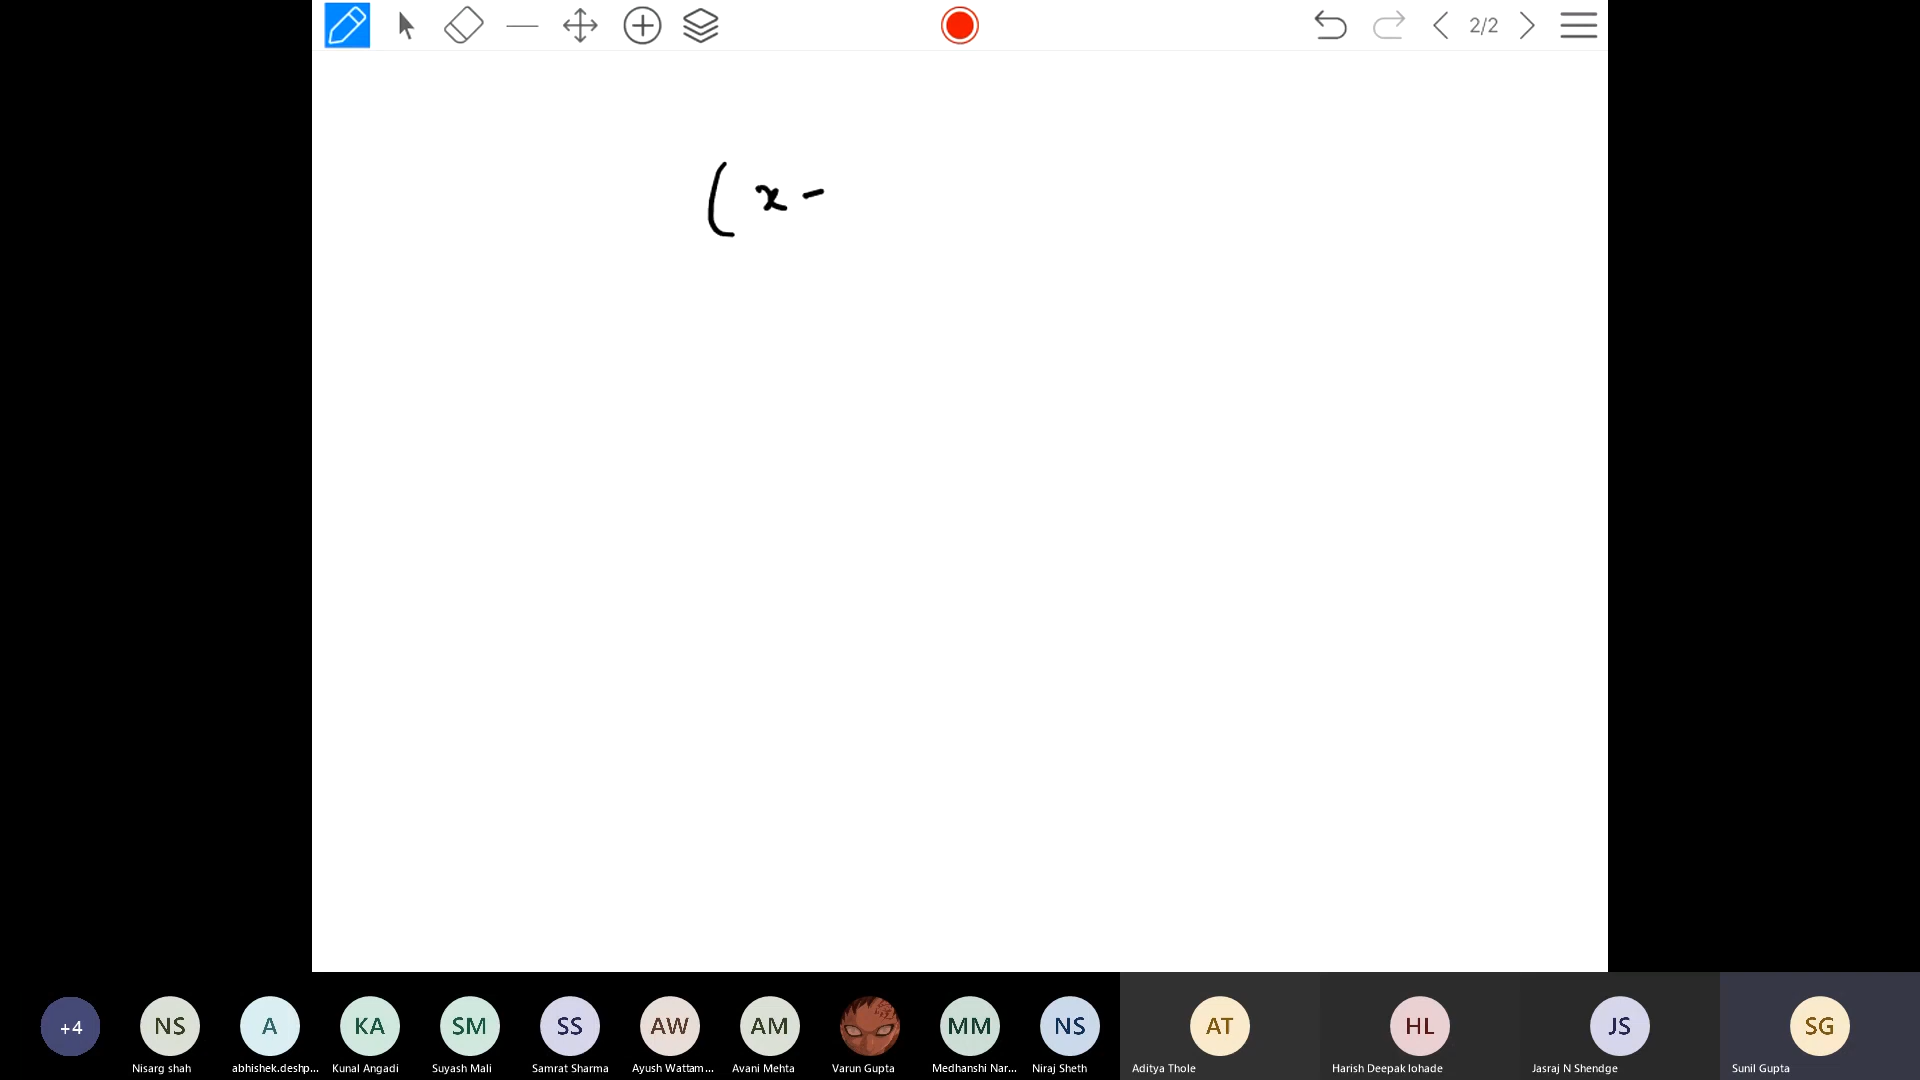 2/2
( x -
+4
NS
A
KA
SM
SS
AW
AM
MM
NS
AT
HL
JS
SG
Nisarg shah
abhishek.deshp...
Kunal Angadi
Suyash Mali
Samrat Sharma
Ayush Wattam...
Avani Mehta
Varun Gupta
Medhanshi Nar...
Niraj Sheth
Aditya Thole
Harish Deepak lohade
Jasraj N Shendge
Sunil Gupta